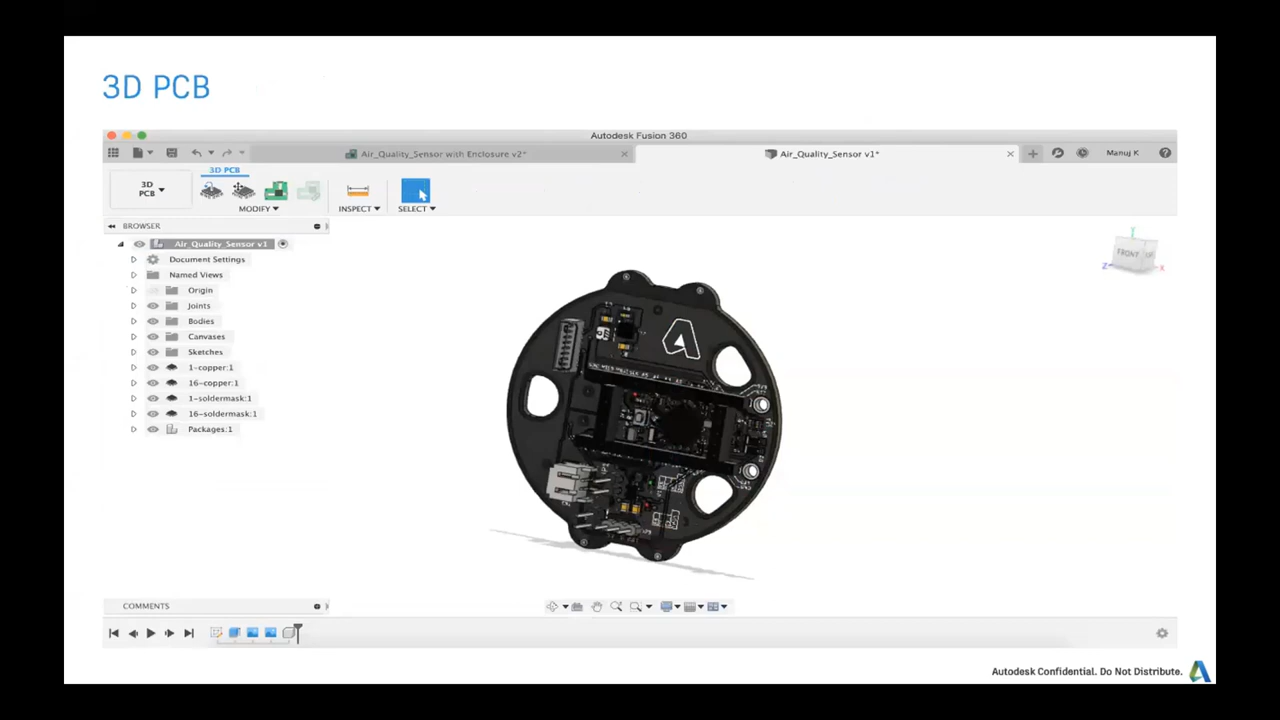 3D PCB
Autodesk Fusion 360
Air_Quality_Sensor with Enclosure v2*
Air_Quality_Sensor v1*
Manuj K
3D PCB
3D
PCB
MODIFY
INSPECT
SELECT
BROWSER
Air_Quality_Sensor v1
Document Settings
Named Views
Origin
Joints
Bodies
Canvases
Sketches
1-copper:1
16-copper:1
1-soldermask:1
16-soldermask:1
Packages:1
Y
FRONT
Z
X
COMMENTS
Autodesk Confidential. Do Not Distribute.